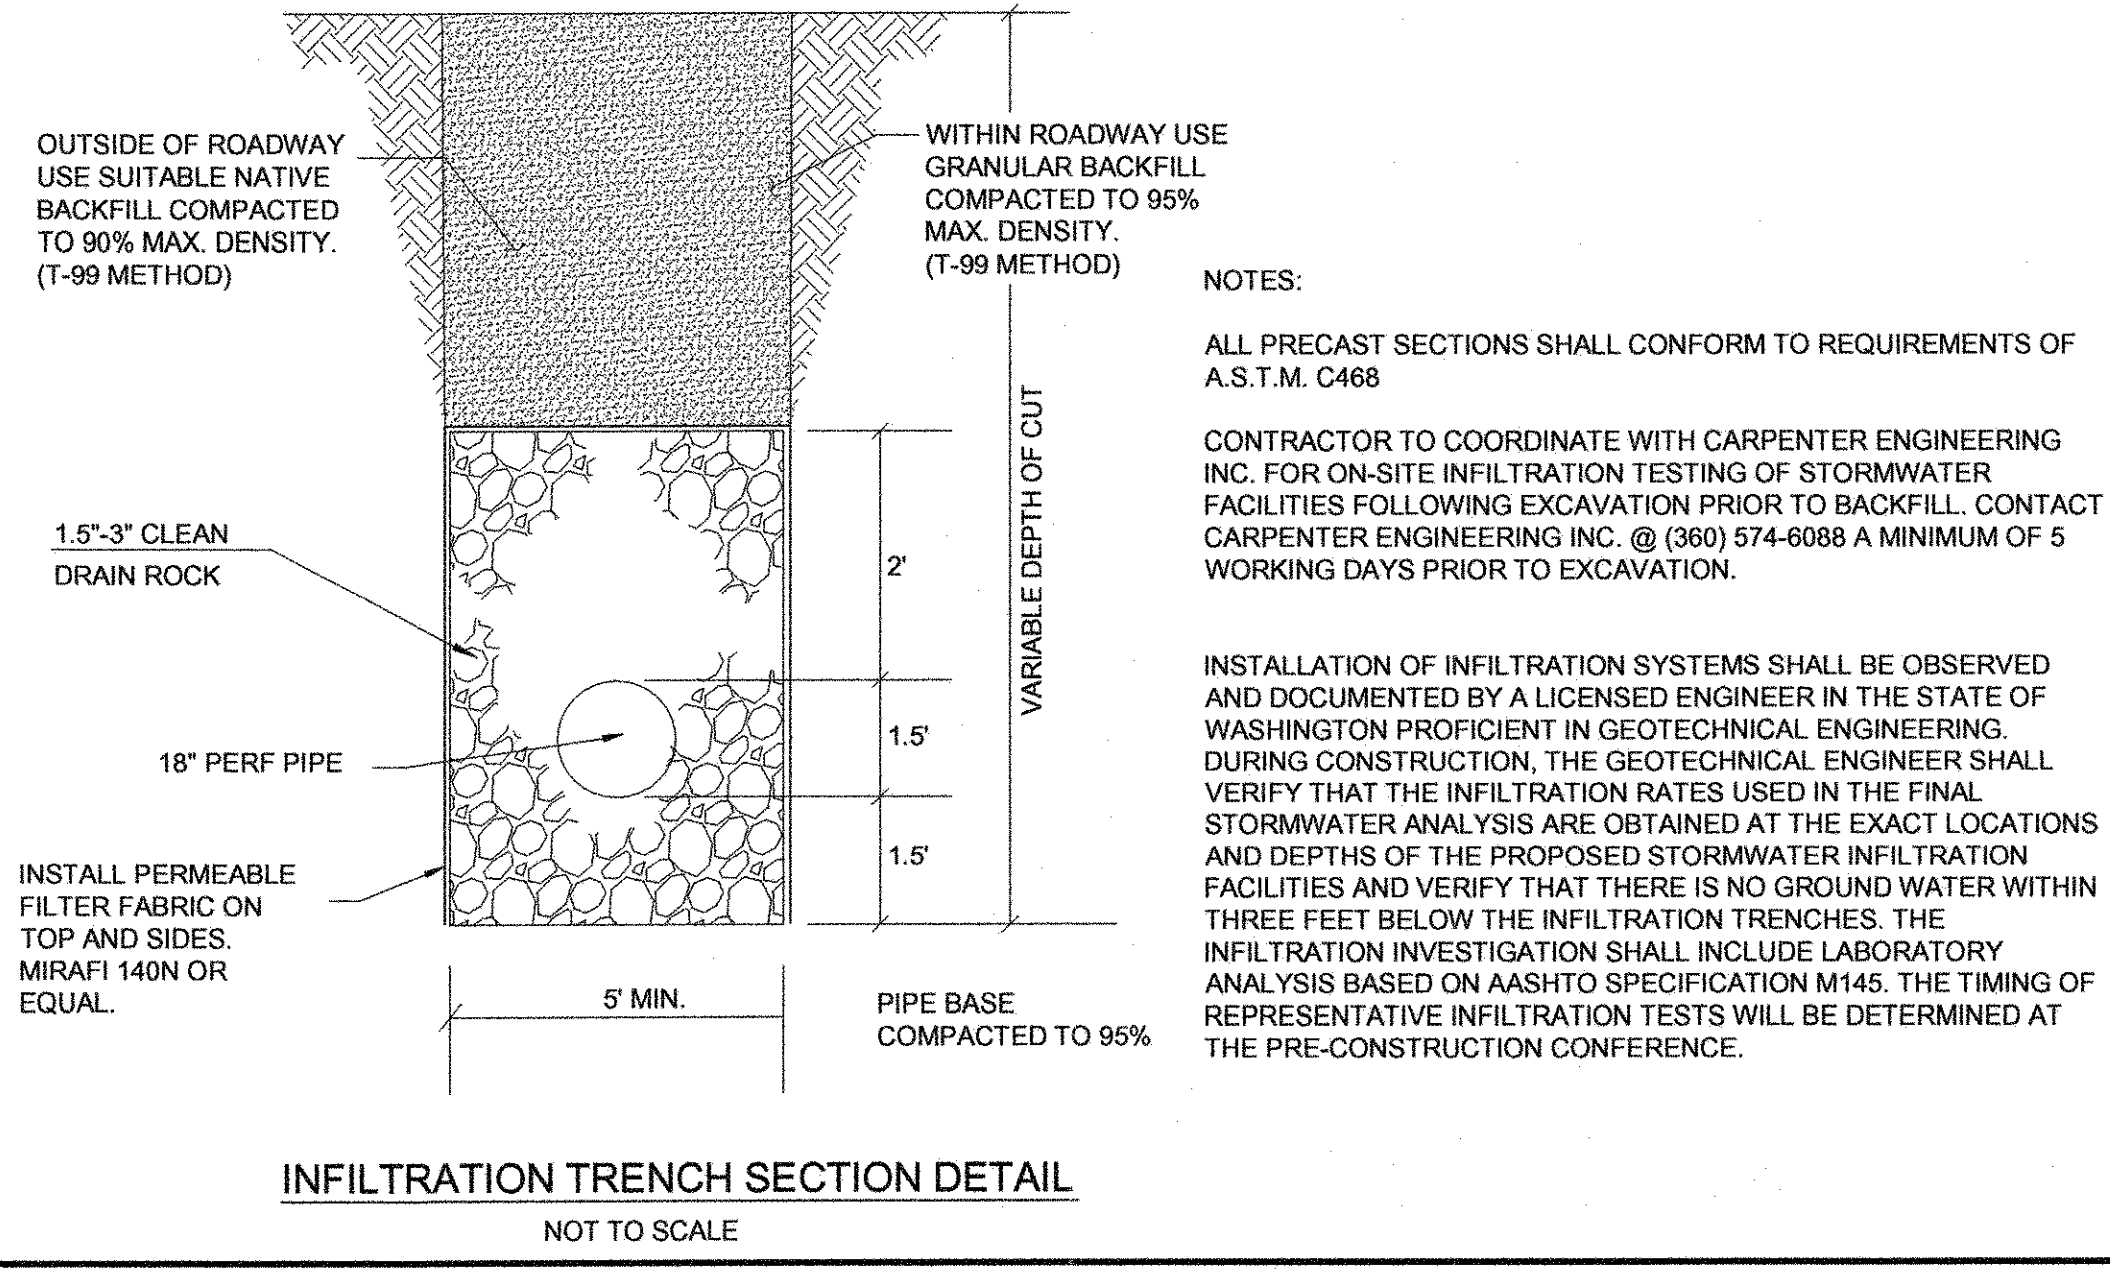 OUTSIDE OF ROADWAY
USE SUITABLE NATIVE
BACKFILL COMPACTED
TO 90% MAX. DENSITY.
(T-99 METHOD)
WITHIN ROADWAY USE
GRANULAR BACKFILL
COMPACTED TO 95%
MAX. DENSITY.
(T-99 METHOD)
1.5"-3" CLEAN
DRAIN ROCK
18" PERF PIPE
INSTALL PERMEABLE
FILTER FABRIC ON
TOP AND SIDES.
MIRAFI 140N OR
EQUAL.
2'
1.5'
1.5'
VARIABLE DEPTH OF CUT
5' MIN.
PIPE BASE
COMPACTED TO 95%
NOTES:
ALL PRECAST SECTIONS SHALL CONFORM TO REQUIREMENTS OF
A.S.T.M. C468
CONTRACTOR TO COORDINATE WITH CARPENTER ENGINEERING
INC. FOR ON-SITE INFILTRATION TESTING OF STORMWATER
FACILITIES FOLLOWING EXCAVATION PRIOR TO BACKFILL. CONTACT
CARPENTER ENGINEERING INC. @ (360) 574-6088 A MINIMUM OF 5
WORKING DAYS PRIOR TO EXCAVATION.
INSTALLATION OF INFILTRATION SYSTEMS SHALL BE OBSERVED
AND DOCUMENTED BY A LICENSED ENGINEER IN THE STATE OF
WASHINGTON PROFICIENT IN GEOTECHNICAL ENGINEERING.
DURING CONSTRUCTION, THE GEOTECHNICAL ENGINEER SHALL
VERIFY THAT THE INFILTRATION RATES USED IN THE FINAL
STORMWATER ANALYSIS ARE OBTAINED AT THE EXACT LOCATIONS
AND DEPTHS OF THE PROPOSED STORMWATER INFILTRATION
FACILITIES AND VERIFY THAT THERE IS NO GROUND WATER WITHIN
THREE FEET BELOW THE INFILTRATION TRENCHES. THE
INFILTRATION INVESTIGATION SHALL INCLUDE LABORATORY
ANALYSIS BASED ON AASHTO SPECIFICATION M145. THE TIMING OF
REPRESENTATIVE INFILTRATION TESTS WILL BE DETERMINED AT
THE PRE-CONSTRUCTION CONFERENCE.
INFILTRATION TRENCH SECTION DETAIL
NOT TO SCALE